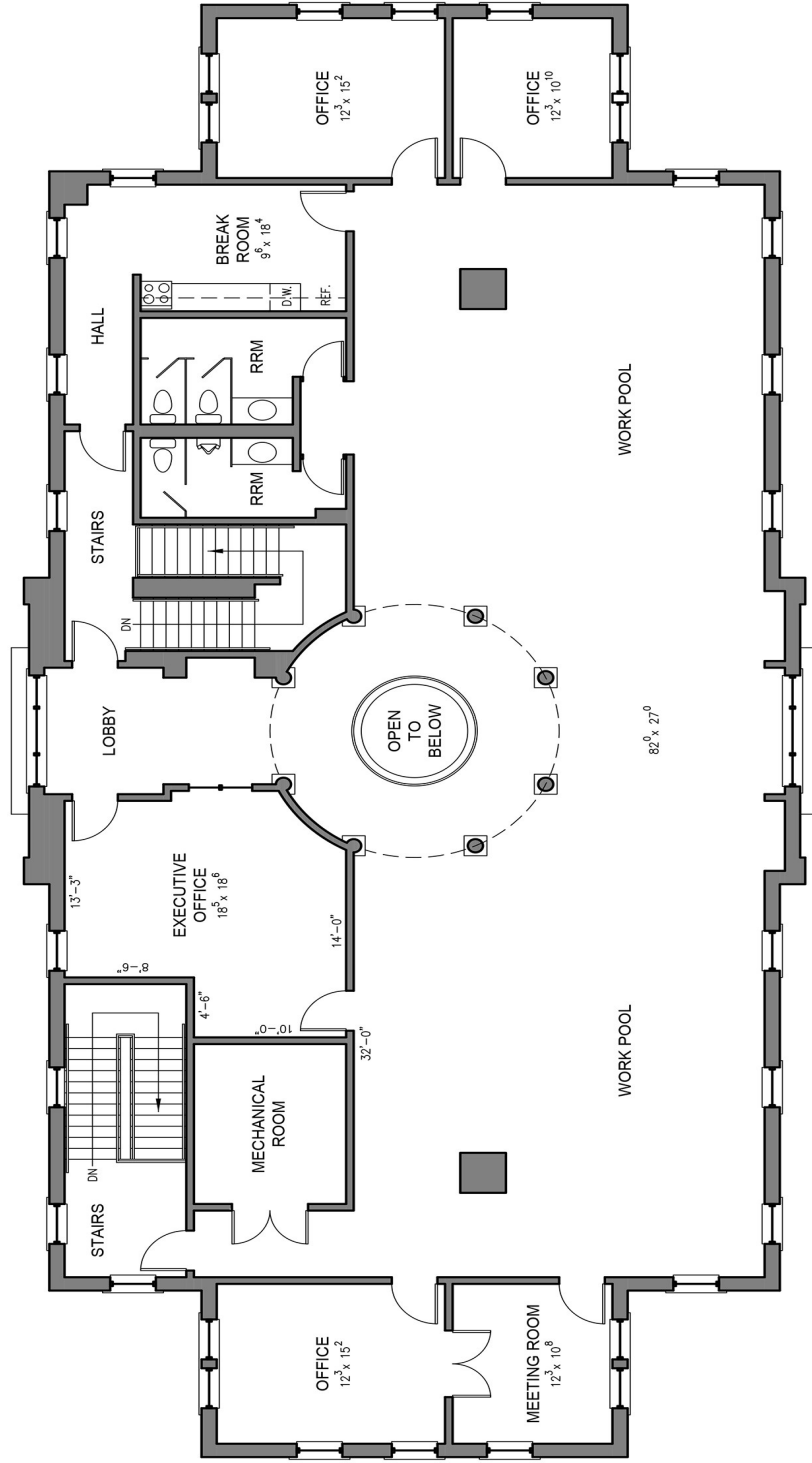 OFFICE
12³ x 15²
OFFICE
12³ x 10¹⁰
BREAK
ROOM
9⁶ x 18⁴
D.W.
REF.
HALL
RRM
RRM
STAIRS
DN
WORK POOL
LOBBY
OPEN
TO
BELOW
82⁰ x 27⁰
13'-3"
EXECUTIVE
OFFICE
18⁵ x 18⁶
8'-6"
4'-6"
14'-0"
10'-0"
32'-0"
MECHANICAL
ROOM
DN
STAIRS
WORK POOL
OFFICE
12³ x 15²
MEETING ROOM
12³ x 10⁸